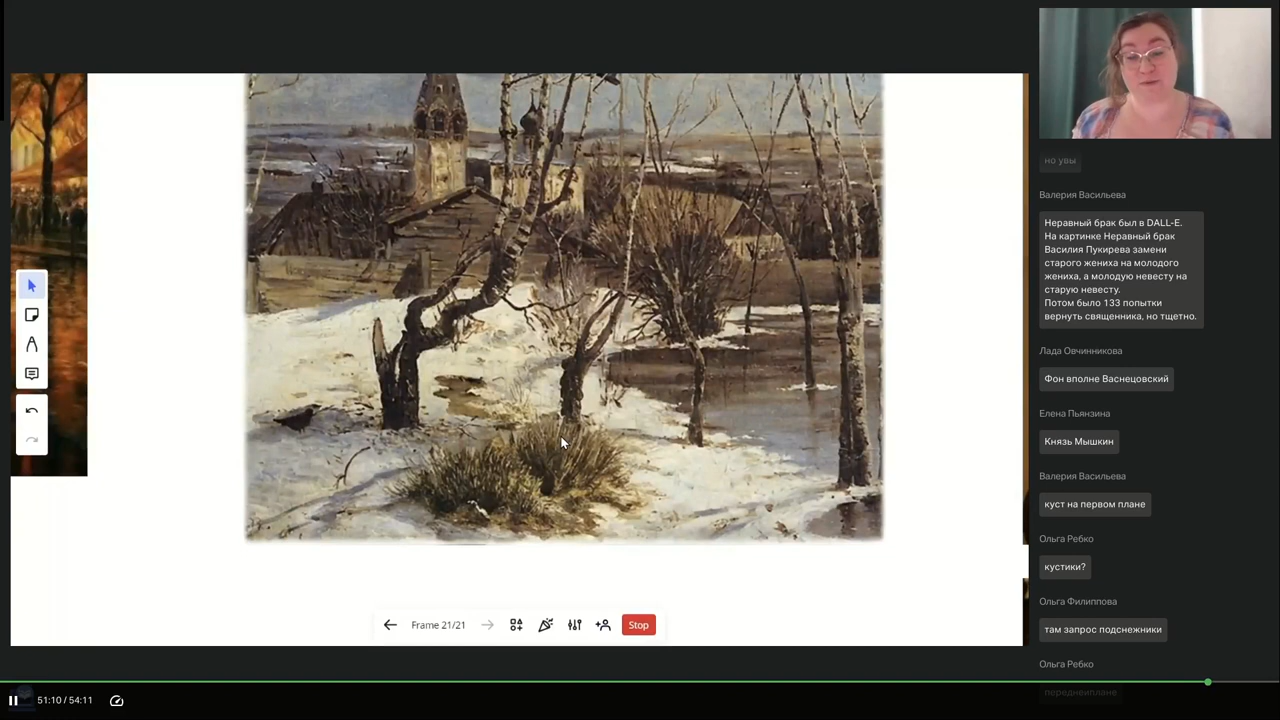 но увы
Валерия Васильева
Неравный брак был в DALL-E.
На картинке Неравный брак
Василия Пукирева замени
старого жениха на молодого
жениха, а молодую невесту на
старую невесту.
Потом было 133 попытки
вернуть священника, но тщетно.
Лада Овчинникова
Фон вполне Васнецовский
Елена Пьянзина
Князь Мышкин
Валерия Васильева
куст на первом плане
Ольга Ребко
кустики?
Ольга Филиппова
там запрос подснежники
Ольга Ребко
переднеиплане
Frame 21/21
Stop
51:10 / 54:11